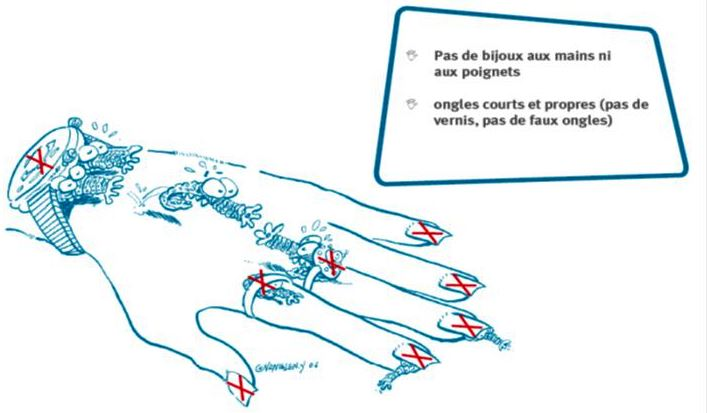 Pas de bijoux aux mains ni
aux poignets
ongles courts et propres (pas de
vernis, pas de faux ongles)